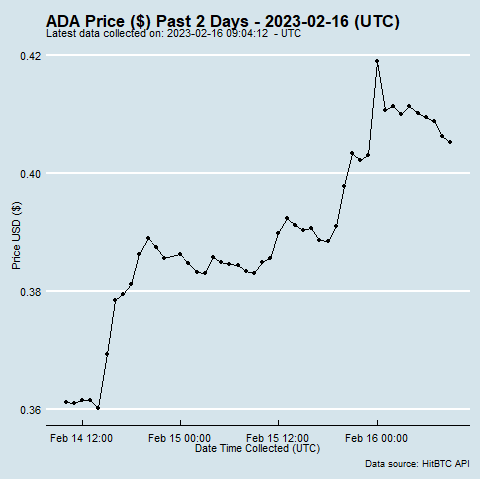 ADA Price ($) Past 2 Days - 2023-02-16 (UTC)
Latest data collected on: 2023-02-16 09:04:12 - UTC
0.42
0.40
0.38
0.36
Price USD ($)
Feb 14 12:00 Feb 15 00:00 Feb 15 12:00 Feb 16 00:00
Date Time Collected (UTC)
Data source: HitBTC API